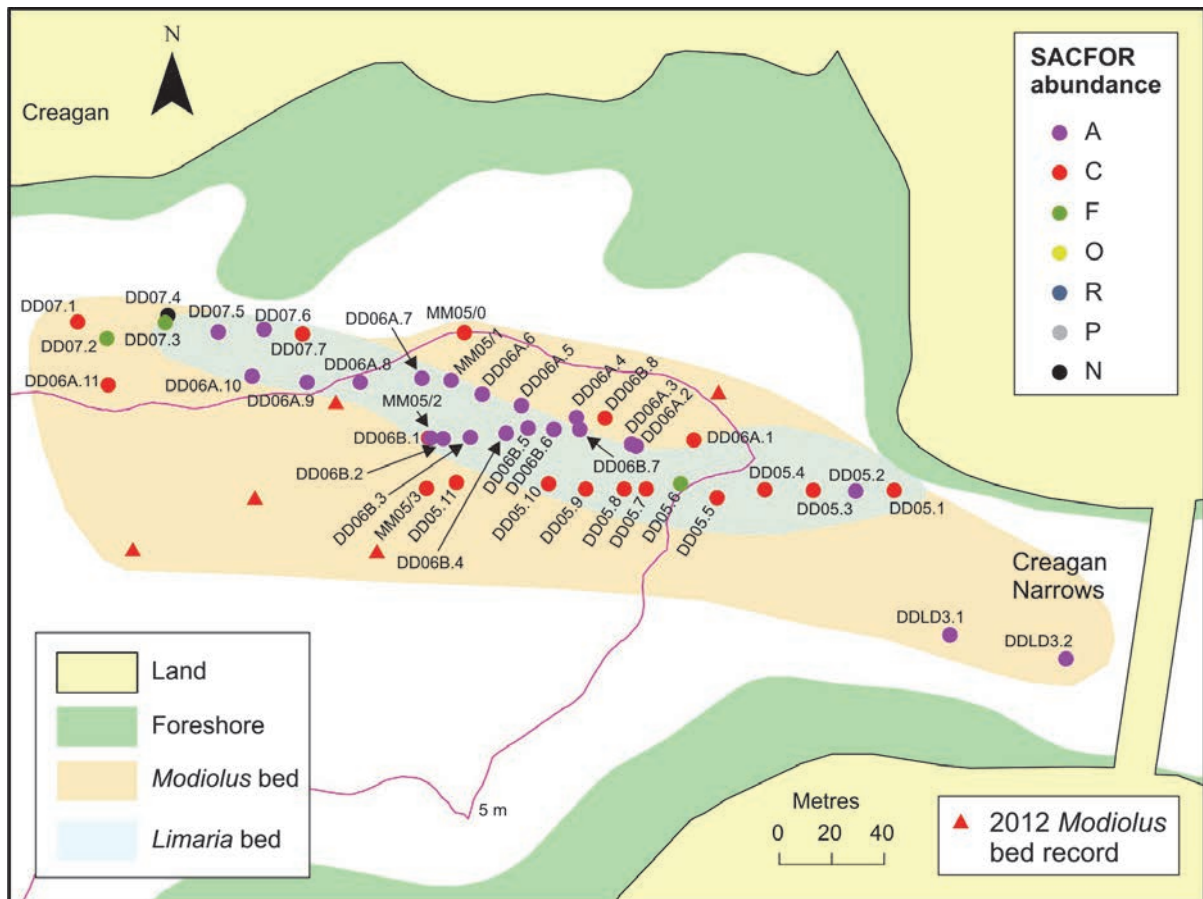 N
Creagan
SACFOR
abundance
A
C
F
O
R
P
N
DD07.1
DD07.2
DD07.4
DD07.3
DD07.5
DD07.6
DD07.7
DD06A.7
MM05/0
MM05/1
DD06A.6
DD06A.5
DD06A.4
DD06B.8
DD06A.3
DD06A.2
DD06A.11
DD06A.10
DD06A.9
DD06A.8
MM05/2
DD06B.1
DD06B.2
DD06B.3
MM05/3
DD05.11
DD06B.4
DD06B.5
DD06B.6
DD06B.7
DD06A.1
DD05.10
DD05.9
DD05.8
DD05.7
DD05.6
DD05.5
DD05.4
DD05.3
DD05.2
DD05.1
Creagan
Narrows
DDLD3.1
DDLD3.2
5 m
Land
Foreshore
Modiolus bed
Limaria bed
Metres
0 20 40
2012 Modiolus
bed record